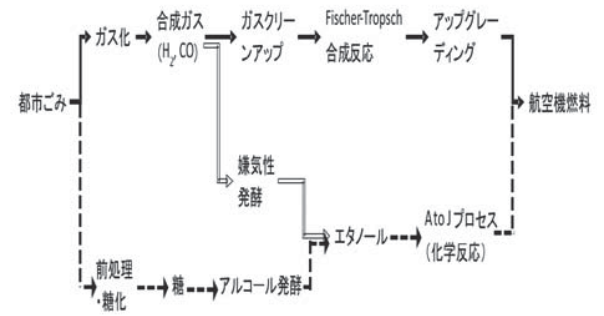 ガス化
合成ガス
(H2, CO)
ガスクリー
ンアップ
Fischer-Tropsch
合成反応
アップグレー
ディング
都市ごみ
航空機燃料
嫌気性
発酵
エタノール
AtoJプロセス
(化学反応)
前処理
・糖化
糖
アルコール発酵